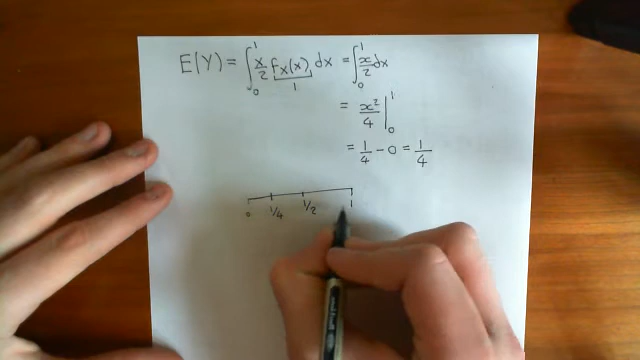 E(Y) = ∫₀¹ x/2 f_X(x) dx = ∫₀¹ x/2 dx
1
= x²/4 |₀¹
= 1/4 - 0 = 1/4
0 1/4 1/2 1